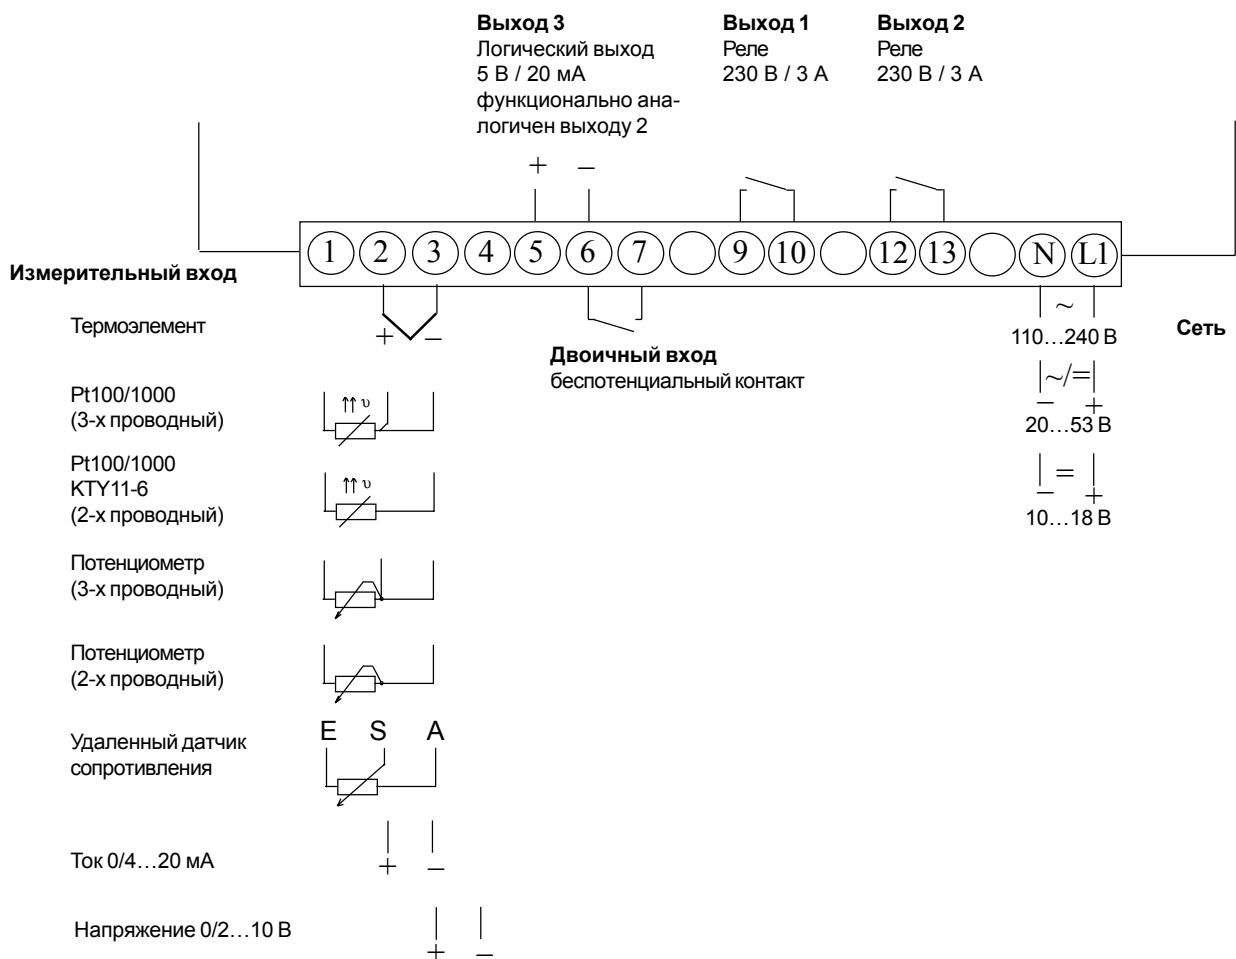 Выход 3
Логический выход
5 В / 20 мА
функционально ана-
логичен выходу 2
Выход 1
Реле
230 В / 3 А
Выход 2
Реле
230 В / 3 А
+ –
1 2 3 4 5 6 7 9 10 12 13 N L1
Измерительный вход
Термоэлемент
+ –
Двоичный вход
беспотенциальный контакт
~
110…240 В
Сеть
~/=
– +
20…53 В
=
– +
10…18 В
Pt100/1000
(3-х проводный)
↑↑ υ
Pt100/1000
KTY11-6
(2-х проводный)
↑↑ υ
Потенциометр
(3-х проводный)
Потенциометр
(2-х проводный)
E S A
Удаленный датчик
сопротивления
Ток 0/4…20 мА
+ –
Напряжение 0/2…10 В
+ –